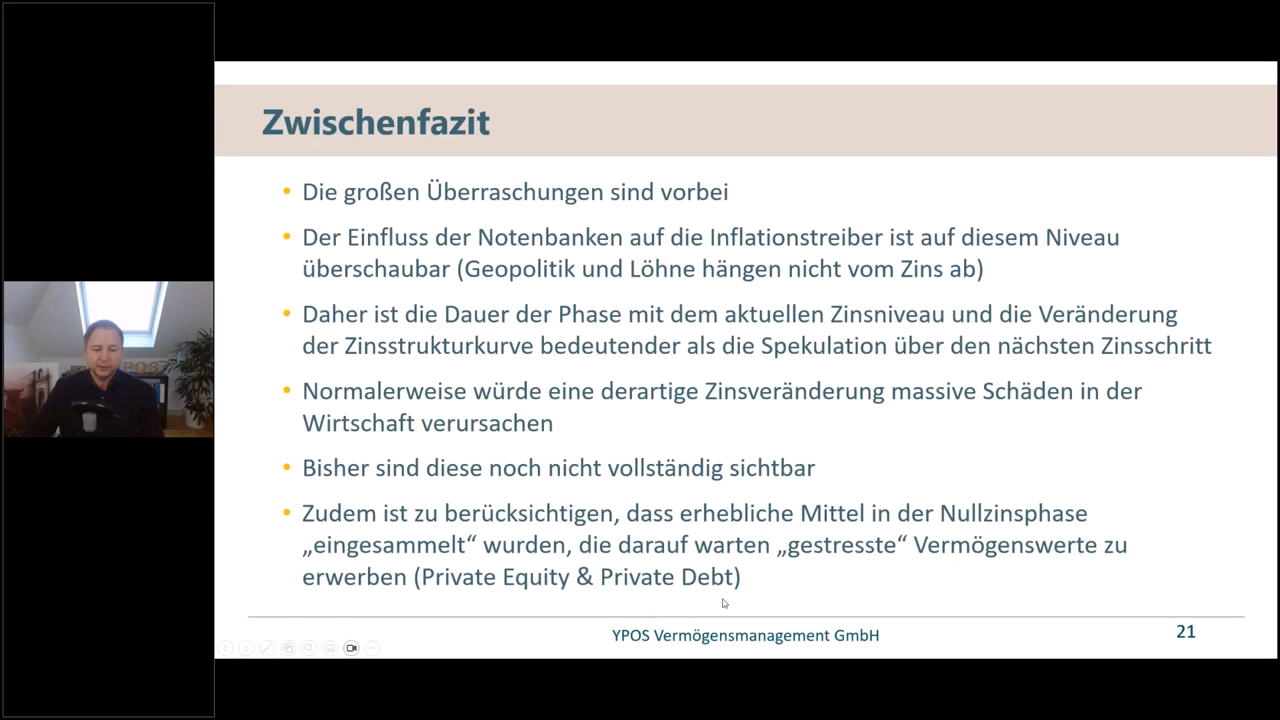 Zwischenfazit
• Die großen Überraschungen sind vorbei
• Der Einfluss der Notenbanken auf die Inflationstreiber ist auf diesem Niveau
überschaubar (Geopolitik und Löhne hängen nicht vom Zins ab)
• Daher ist die Dauer der Phase mit dem aktuellen Zinsniveau und die Veränderung
der Zinsstrukturkurve bedeutender als die Spekulation über den nächsten Zinsschritt
• Normalerweise würde eine derartige Zinsveränderung massive Schäden in der
Wirtschaft verursachen
• Bisher sind diese noch nicht vollständig sichtbar
• Zudem ist zu berücksichtigen, dass erhebliche Mittel in der Nullzinsphase
„eingesammelt“ wurden, die darauf warten „gestresste“ Vermögenswerte zu
erwerben (Private Equity & Private Debt)
YPOS Vermögensmanagement GmbH
21